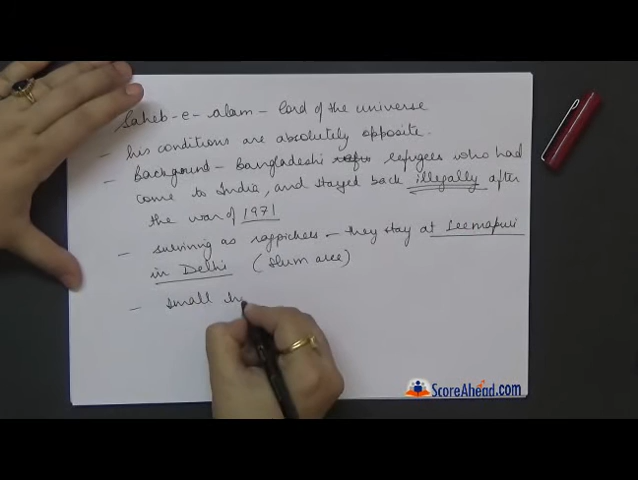 Saheb-e-alam - Lord of the universe
- his conditions are absolutely opposite.
- Background - Bangladeshi refugees who had
come to India, and stayed back illegally after
the war of 1971
- surviving as ragpickers - they stay at Seemapuri
in Delhi (slum area)
- small
ScoreAhead.com